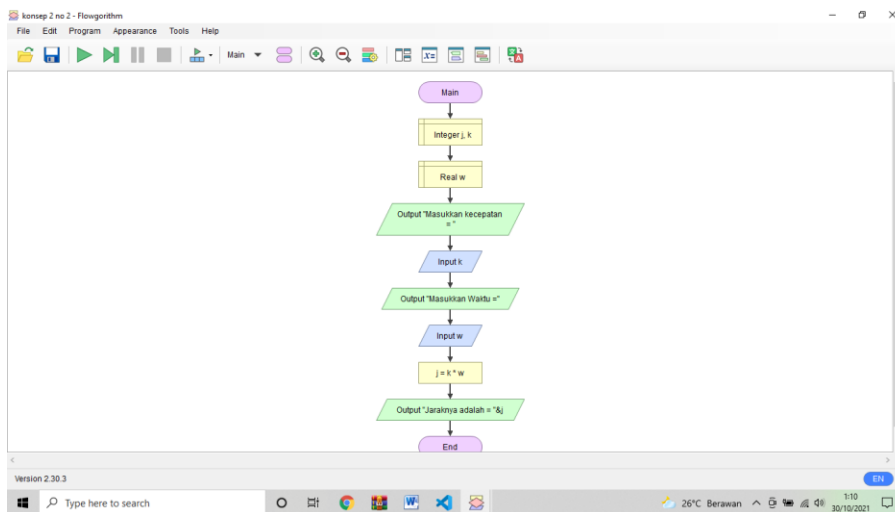 konsep 2 no 2 - Flowgorithm
File Edit Program Appearance Tools Help
Main
Main
Integer j, k
Real w
Output "Masukkan kecepatan
= "
Input k
Output "Masukkan Waktu ="
Input w
j = k * w
Output "Jaraknya adalah = "&j
End
Version 2.30.3
EN
Type here to search
26°C Berawan
1:10
30/10/2021